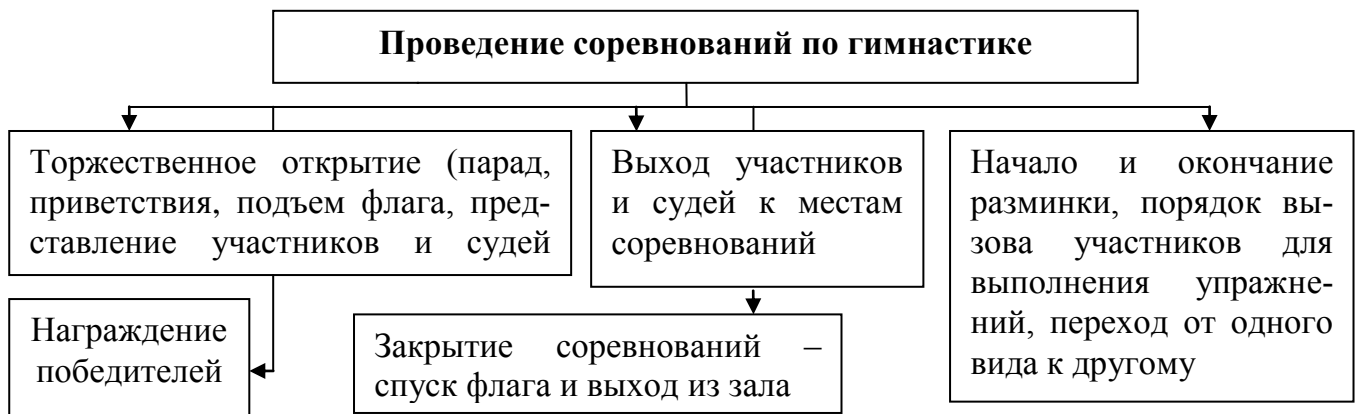 Проведение соревнований по гимнастике
Торжественное открытие (парад,
приветствия, подъем флага, пред-
ставление участников и судей
Выход участников
и судей к местам
соревнований
Начало и окончание
разминки, порядок вы-
зова участников для
выполнения упражне-
ний, переход от одного
вида к другому
Награждение
победителей
Закрытие соревнований –
спуск флага и выход из зала